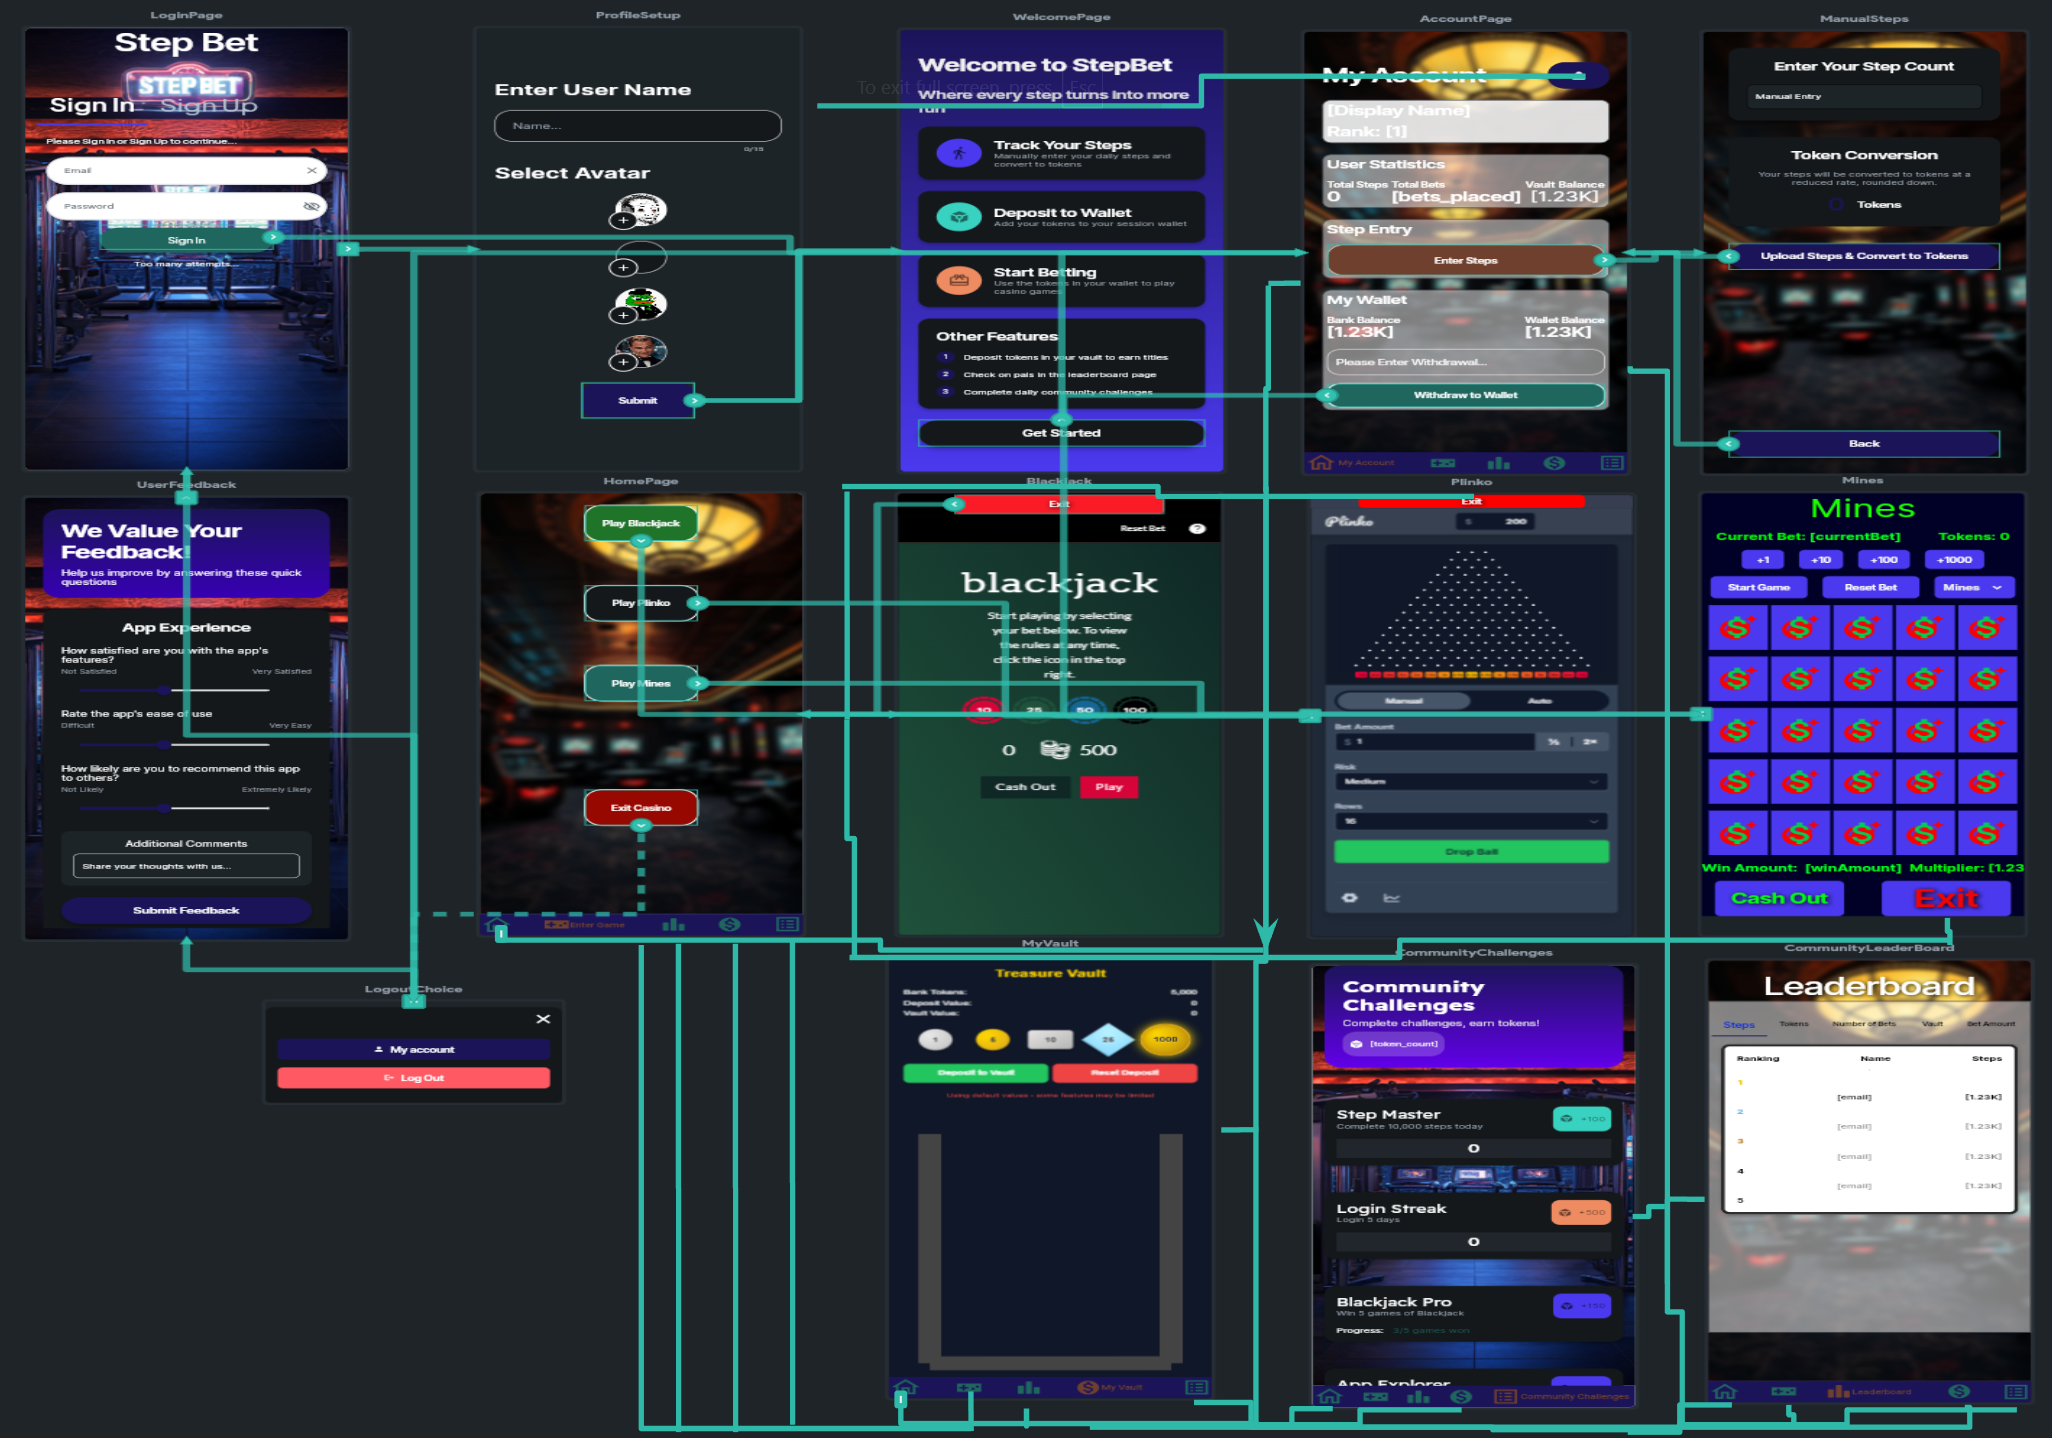 LoginPage
Step Bet
STEPBET
Sign In Sign Up
Please Sign In or Sign Up to continue...
Email
Password
Sign In
Too many attempts...
ProfileSetup
Enter User Name
Name...
0/15
Select Avatar
Submit
WelcomePage
Welcome to StepBet
To exit full screen, press Esc
Where every step turns into more
fun
Track Your Steps
Manually enter your daily steps and
convert to tokens
Deposit to Wallet
Add your tokens to your session wallet
Start Betting
Use the tokens in your wallet to play
casino games
Other Features
1 Deposit tokens in your vault to earn titles
2 Check on pals in the leaderboard page
3 Complete daily community challenges
Get Started
AccountPage
My Account
[Display Name]
Rank: [1]
User Statistics
Total Steps Total Bets Vault Balance
0 [bets_placed] [1.23K]
Step Entry
Enter Steps
My Wallet
Bank Balance Wallet Balance
[1.23K] [1.23K]
Please Enter Withdrawal...
Withdraw to Wallet
My Account
ManualSteps
Enter Your Step Count
Manual Entry
Token Conversion
Your steps will be converted to tokens at a
reduced rate, rounded down.
0 Tokens
Upload Steps & Convert to Tokens
Back
UserFeedback
We Value Your
Feedback!
Help us improve by answering these quick
questions
App Experience
How satisfied are you with the app's
features?
Not Satisfied Very Satisfied
Rate the app's ease of use
Difficult Very Easy
How likely are you to recommend this app
to others?
Not Likely Extremely Likely
Additional Comments
Share your thoughts with us...
Submit Feedback
HomePage
Play Blackjack
Play Plinko
Play Mines
Exit Casino
Enter Game
Blackjack
Exit
Reset Bet ?
blackjack
Start playing by selecting
your bet below. To view
the rules at any time,
click the icon in the top
right.
10 25 50 100
0 500
Cash Out Play
Plinko
Exit
Plinko $ 200
Manual Auto
Bet Amount
$ 1 ½ 2×
Risk
Medium
Rows
16
Drop Ball
Mines
Mines
Current Bet: [currentBet] Tokens: 0
+1 +10 +100 +1000
Start Game Reset Bet Mines
Win Amount: [winAmount] Multiplier: [1.23
Cash Out Exit
LogoutChoice
My account
Log Out
MyVault
Treasure Vault
Bank Tokens: 5,000
Deposit Value: 0
Vault Value: 0
1 5 10 25 1000
Deposit to Vault Reset Deposit
Using default values - some features may be limited
My Vault
CommunityChallenges
Community
Challenges
Complete challenges, earn tokens!
[token_count]
Step Master +100
Complete 10,000 steps today
0
Login Streak +500
Login 5 days
0
Blackjack Pro +150
Win 5 games of Blackjack
Progress: 3/5 games won
App Explorer
Community Challenges
CommunityLeaderBoard
Leaderboard
Steps Tokens Number of Bets Vault Bet Amount
Ranking Name Steps
1
[email] [1.23K]
2
[email] [1.23K]
3
[email] [1.23K]
4
[email] [1.23K]
5
Leaderboard